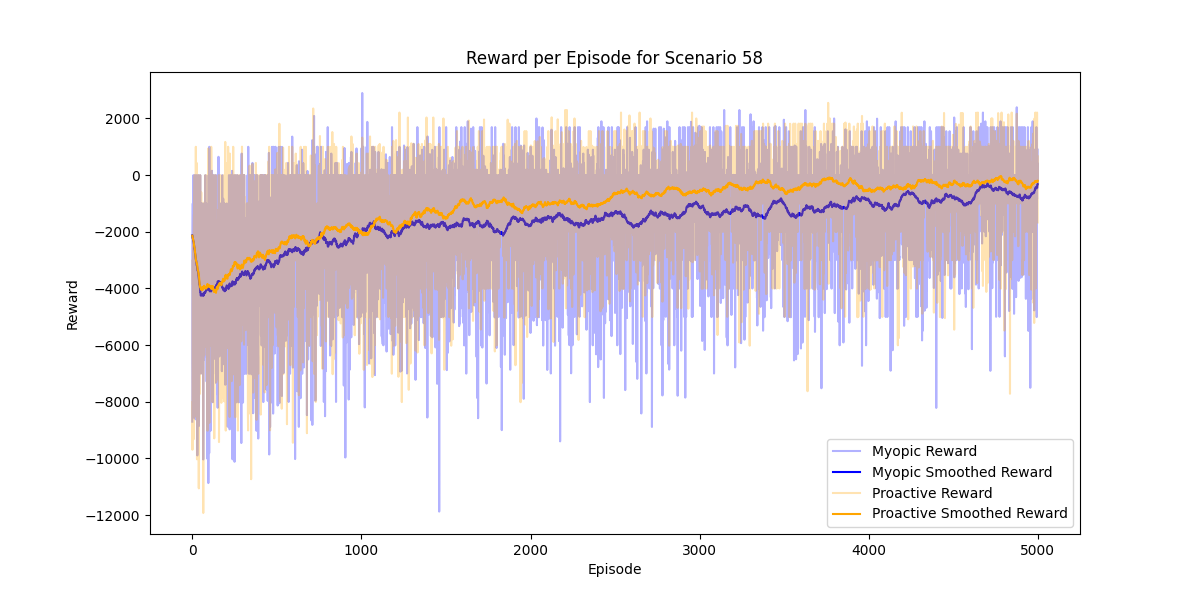 Reward per Episode for Scenario 58
2000
0
−2000
−4000
−6000
−8000
−10000
−12000
Reward
0 1000 2000 3000 4000 5000
Episode
Myopic Reward
Myopic Smoothed Reward
Proactive Reward
Proactive Smoothed Reward